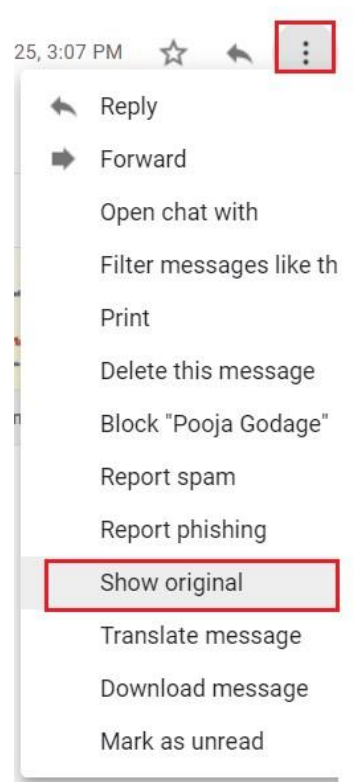 25, 3:07 PM
Reply
Forward
Open chat with
Filter messages like th
Print
Delete this message
Block "Pooja Godage"
Report spam
Report phishing
Show original
Translate message
Download message
Mark as unread